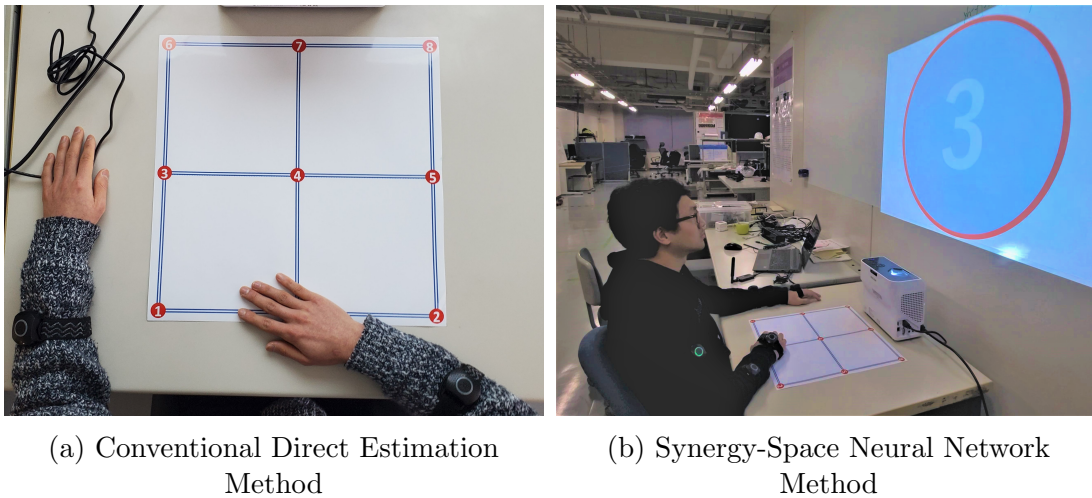 6 7 8
3 4 5
1 2
3
(a) Conventional Direct Estimation
Method
(b) Synergy-Space Neural Network
Method